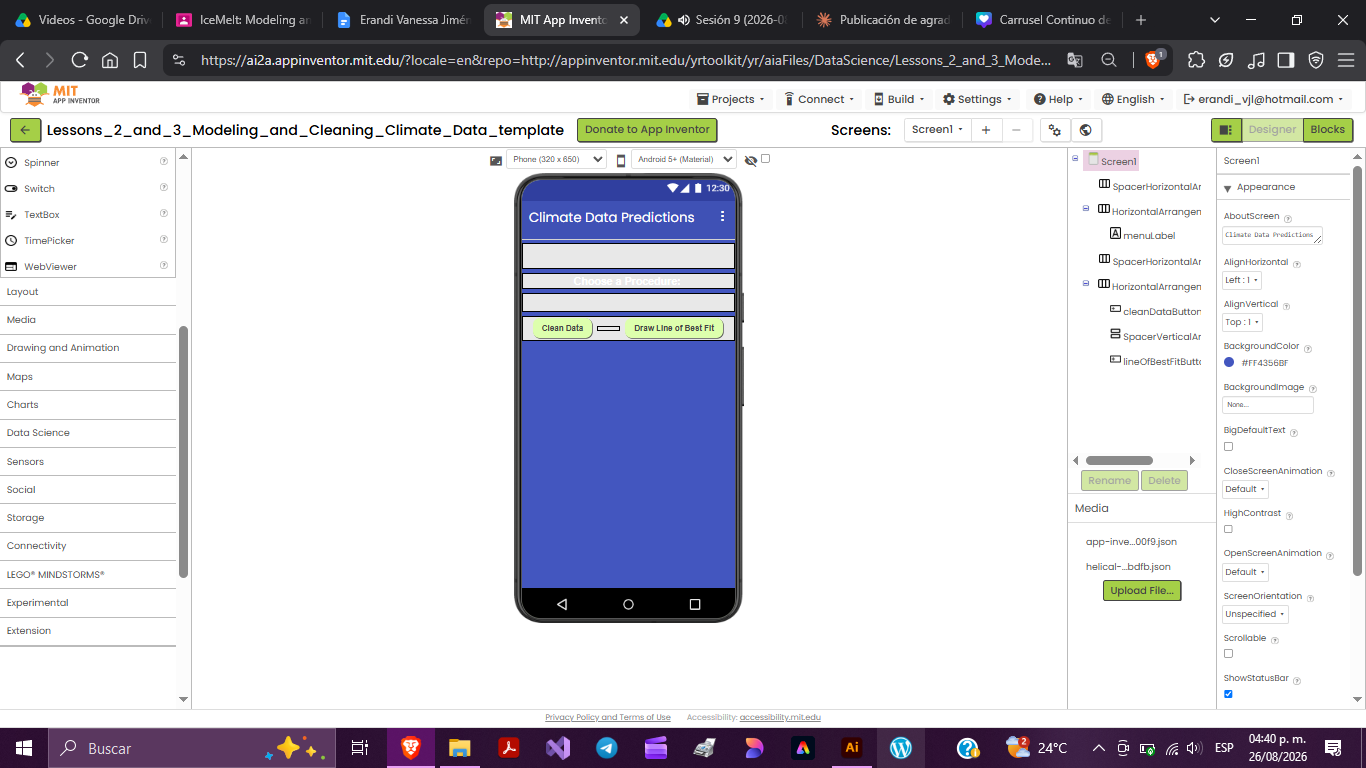 Videos - Google Driv
IceMelt: Modeling an
Erandi Vanessa Jimén
MIT App Invento
Sesión 9 (2026-08
Publicación de agrad
Carrusel Continuo de
https://ai2a.appinventor.mit.edu/?locale=en&repo=http://appinventor.mit.edu/yrtoolkit/yr/aiaFiles/DataScience/Lessons_2_and_3_Mode...
1
MIT
APP INVENTOR
Projects
Connect
Build
Settings
Help
English
erandi_vjl@hotmail.com
Lessons_2_and_3_Modeling_and_Cleaning_Climate_Data_template
Donate to App Inventor
Screens:
Screen1
Designer
Blocks
Spinner
Switch
TextBox
TimePicker
WebViewer
Layout
Media
Drawing and Animation
Maps
Charts
Data Science
Sensors
Social
Storage
Connectivity
LEGO® MINDSTORMS®
Experimental
Extension
Phone (320 x 650)
Android 5+ (Material)
12:30
Climate Data Predictions
Choose a Procedure:
Clean Data
Draw Line of Best Fit
Screen1
SpacerHorizontalAr
HorizontalArrangen
menuLabel
SpacerHorizontalAr
HorizontalArrangen
cleanDataButton
SpacerVerticalAr
lineOfBestFitButto
Rename
Delete
Media
app-inve...00f9.json
helical-...bdfb.json
Upload File...
Screen1
Appearance
AboutScreen
Climate Data Predictions
AlignHorizontal
Left : 1
AlignVertical
Top : 1
BackgroundColor
#FF4356BF
BackgroundImage
None...
BigDefaultText
CloseScreenAnimation
Default
HighContrast
OpenScreenAnimation
Default
ScreenOrientation
Unspecified
Scrollable
ShowStatusBar
Privacy Policy and Terms of Use
Accessibility: accessibility.mit.edu
Buscar
2
24°C
ESP
04:40 p. m.
26/08/2026